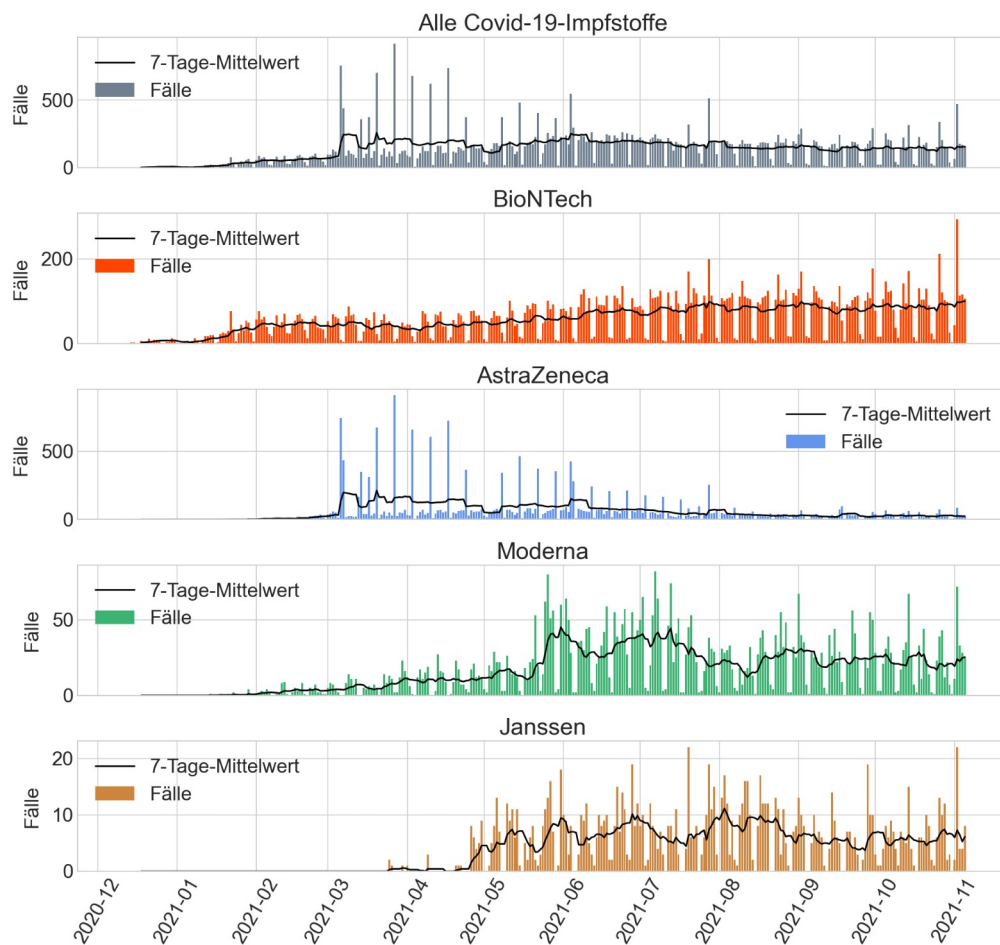 Alle Covid-19-Impfstoffe
Fälle
500
0
7-Tage-Mittelwert
Fälle
BioNTech
Fälle
200
0
7-Tage-Mittelwert
Fälle
AstraZeneca
Fälle
500
0
7-Tage-Mittelwert
Fälle
Moderna
Fälle
50
0
7-Tage-Mittelwert
Fälle
Janssen
Fälle
20
10
0
7-Tage-Mittelwert
Fälle
2020-12
2021-01
2021-02
2021-03
2021-04
2021-05
2021-06
2021-07
2021-08
2021-09
2021-10
2021-11